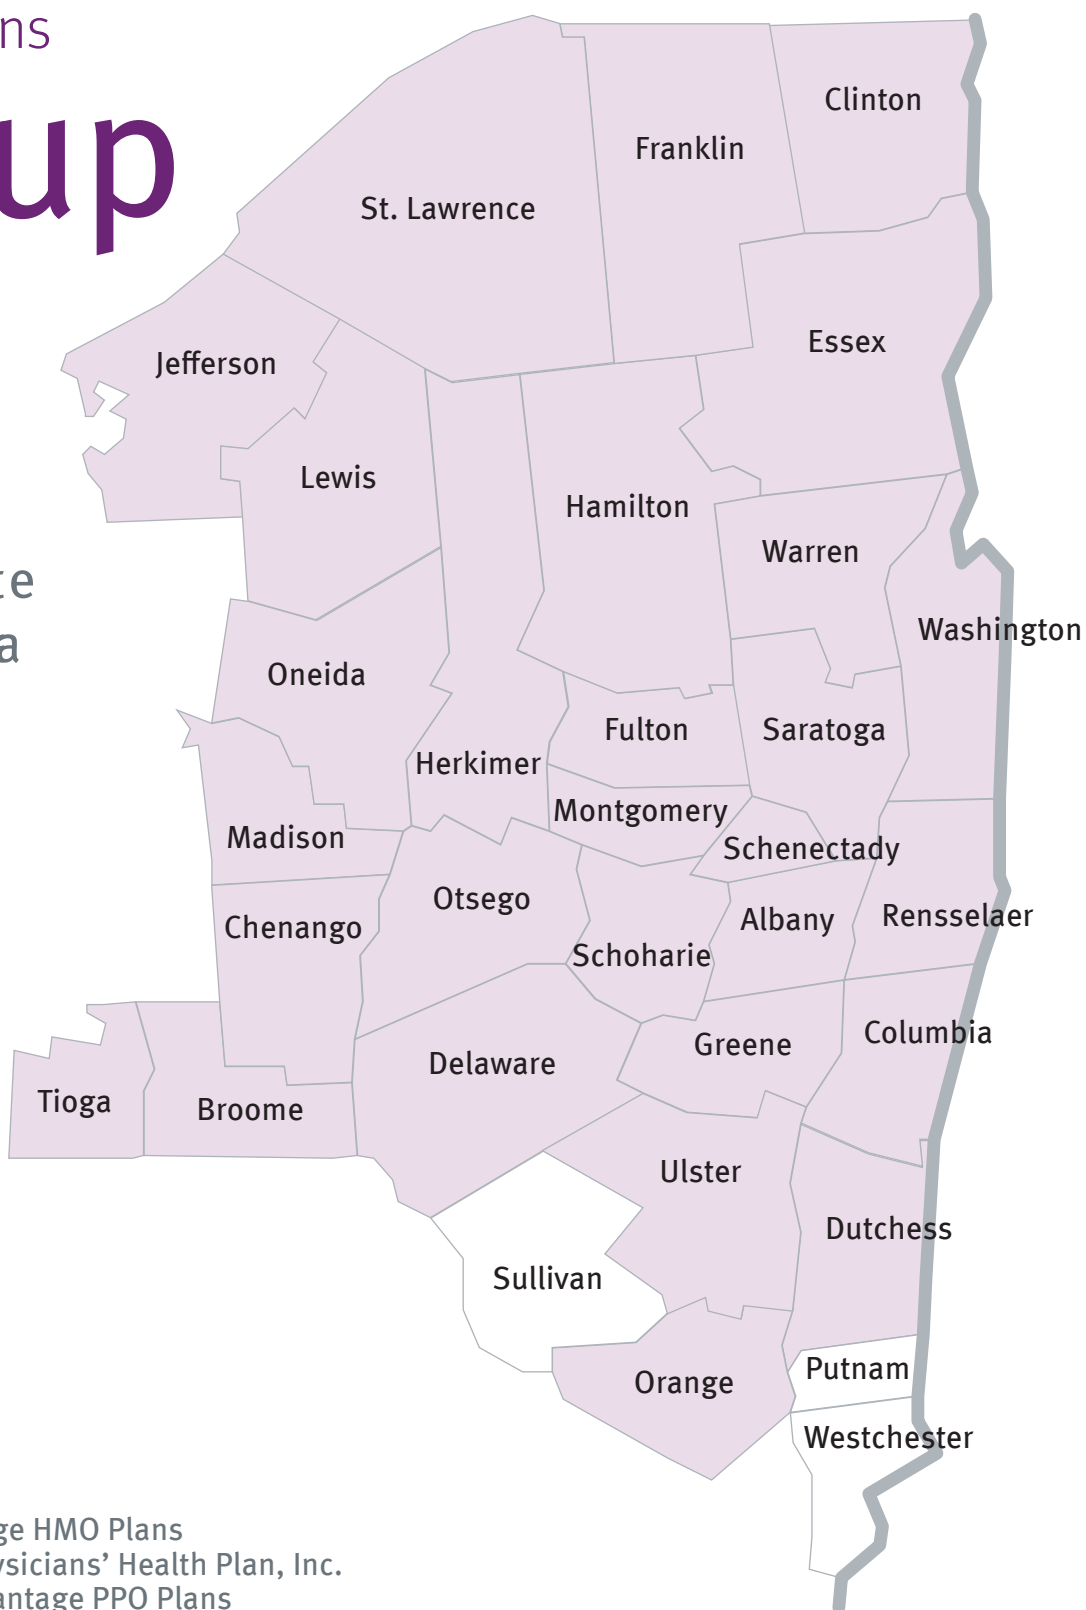 ns
up
Clinton
Franklin
St. Lawrence
Essex
Jefferson
Lewis
Hamilton
Warren
te
Washington
a
Oneida
Fulton
Saratoga
Herkimer
Montgomery
Madison
Schenectady
Otsego
Albany
Rensselaer
Chenango
Schoharie
Columbia
Greene
Delaware
Tioga
Broome
Ulster
Dutchess
Sullivan
Putnam
Orange
Westchester
ge HMO Plans
ysicians’ Health Plan, Inc.
antage PPO Plans